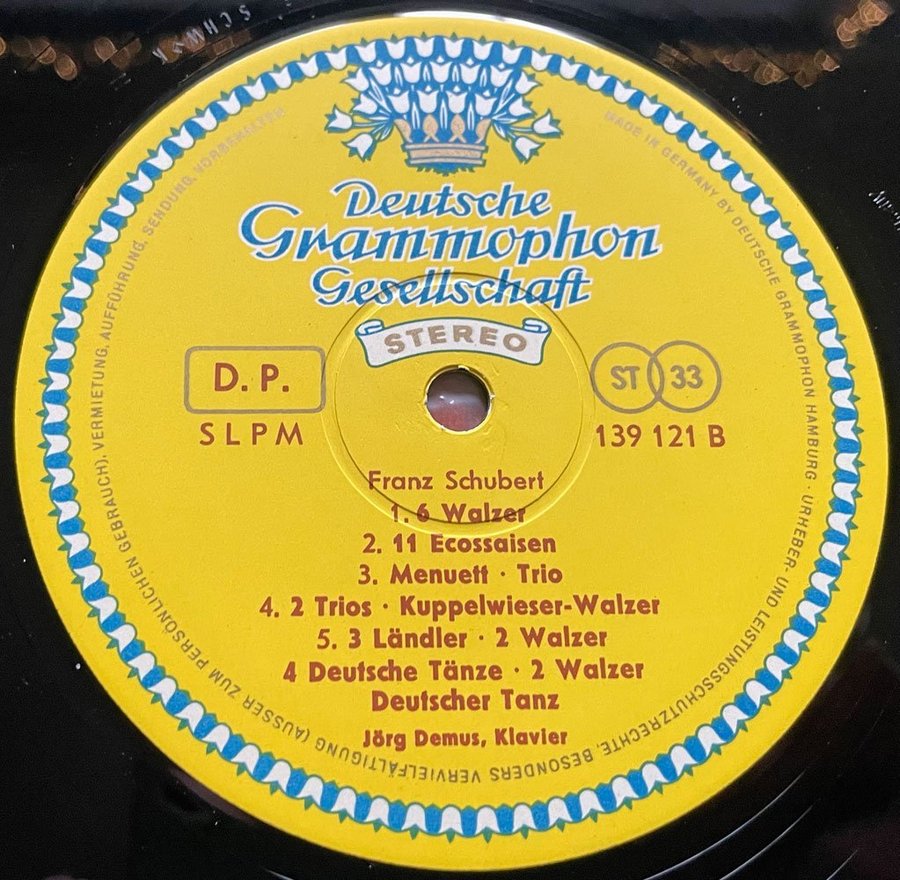 Deutsche
Grammophon
Gesellschaft
STEREO
D. P.
ST 33
SLPM
139 121 B
Franz Schubert
1. 6 Walzer
2. 11 Ecossaisen
3. Menuett · Trio
4. 2 Trios · Kuppelwieser-Walzer
5. 3 Ländler · 2 Walzer
4 Deutsche Tänze · 2 Walzer
Deutscher Tanz
Jörg Demus, Klavier
MADE IN GERMANY BY DEUTSCHE GRAMMOPHON HAMBURG · URHEBER- UND LEISTUNGSSCHUTZRECHTE, BESONDERS VERVIELFÄLTIGUNG (AUSSER ZUM PERSÖNLICHEN GEBRAUCH), VERMIETUNG, AUFFÜHRUNG, SENDUNG, VORBEHALTEN